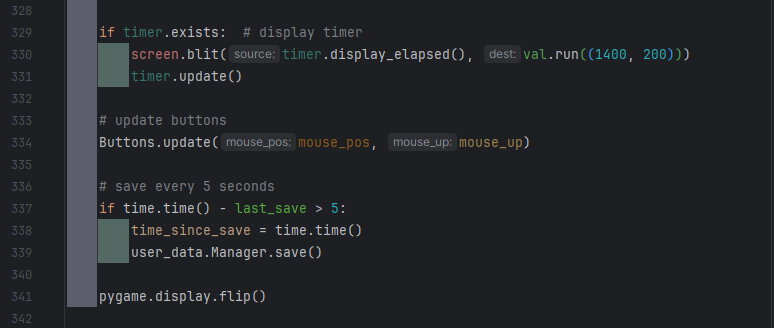 328
329 if timer.exists:  # display timer
330 screen.blit(source: timer.display_elapsed(), dest: val.run((1400, 200)))
331 timer.update()
332
333 # update buttons
334 Buttons.update(mouse_pos: mouse_pos, mouse_up: mouse_up)
335
336 # save every 5 seconds
337 if time.time() - last_save > 5:
338 time_since_save = time.time()
339 user_data.Manager.save()
340
341 pygame.display.flip()
342